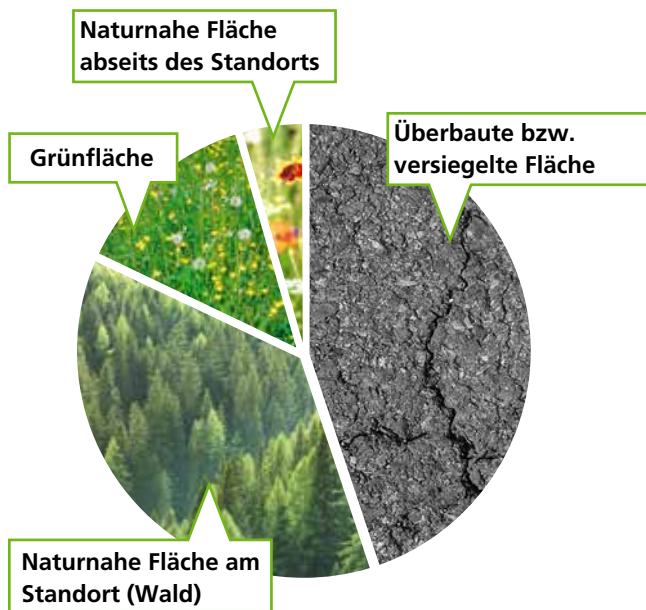 Naturnahe Fläche
abseits des Standorts
Grünfläche
Überbaute bzw.
versiegelte Fläche
Naturnahe Fläche am
Standort (Wald)